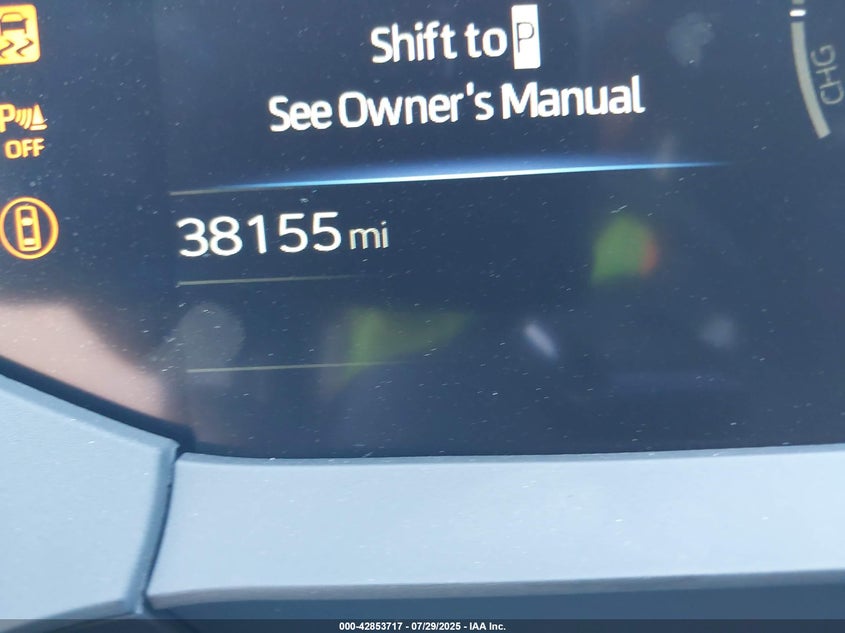 Shift to P
See Owner's Manual
CHG
P
OFF
38155 mi
000-42853717 - 07/29/2025 - IAA Inc.